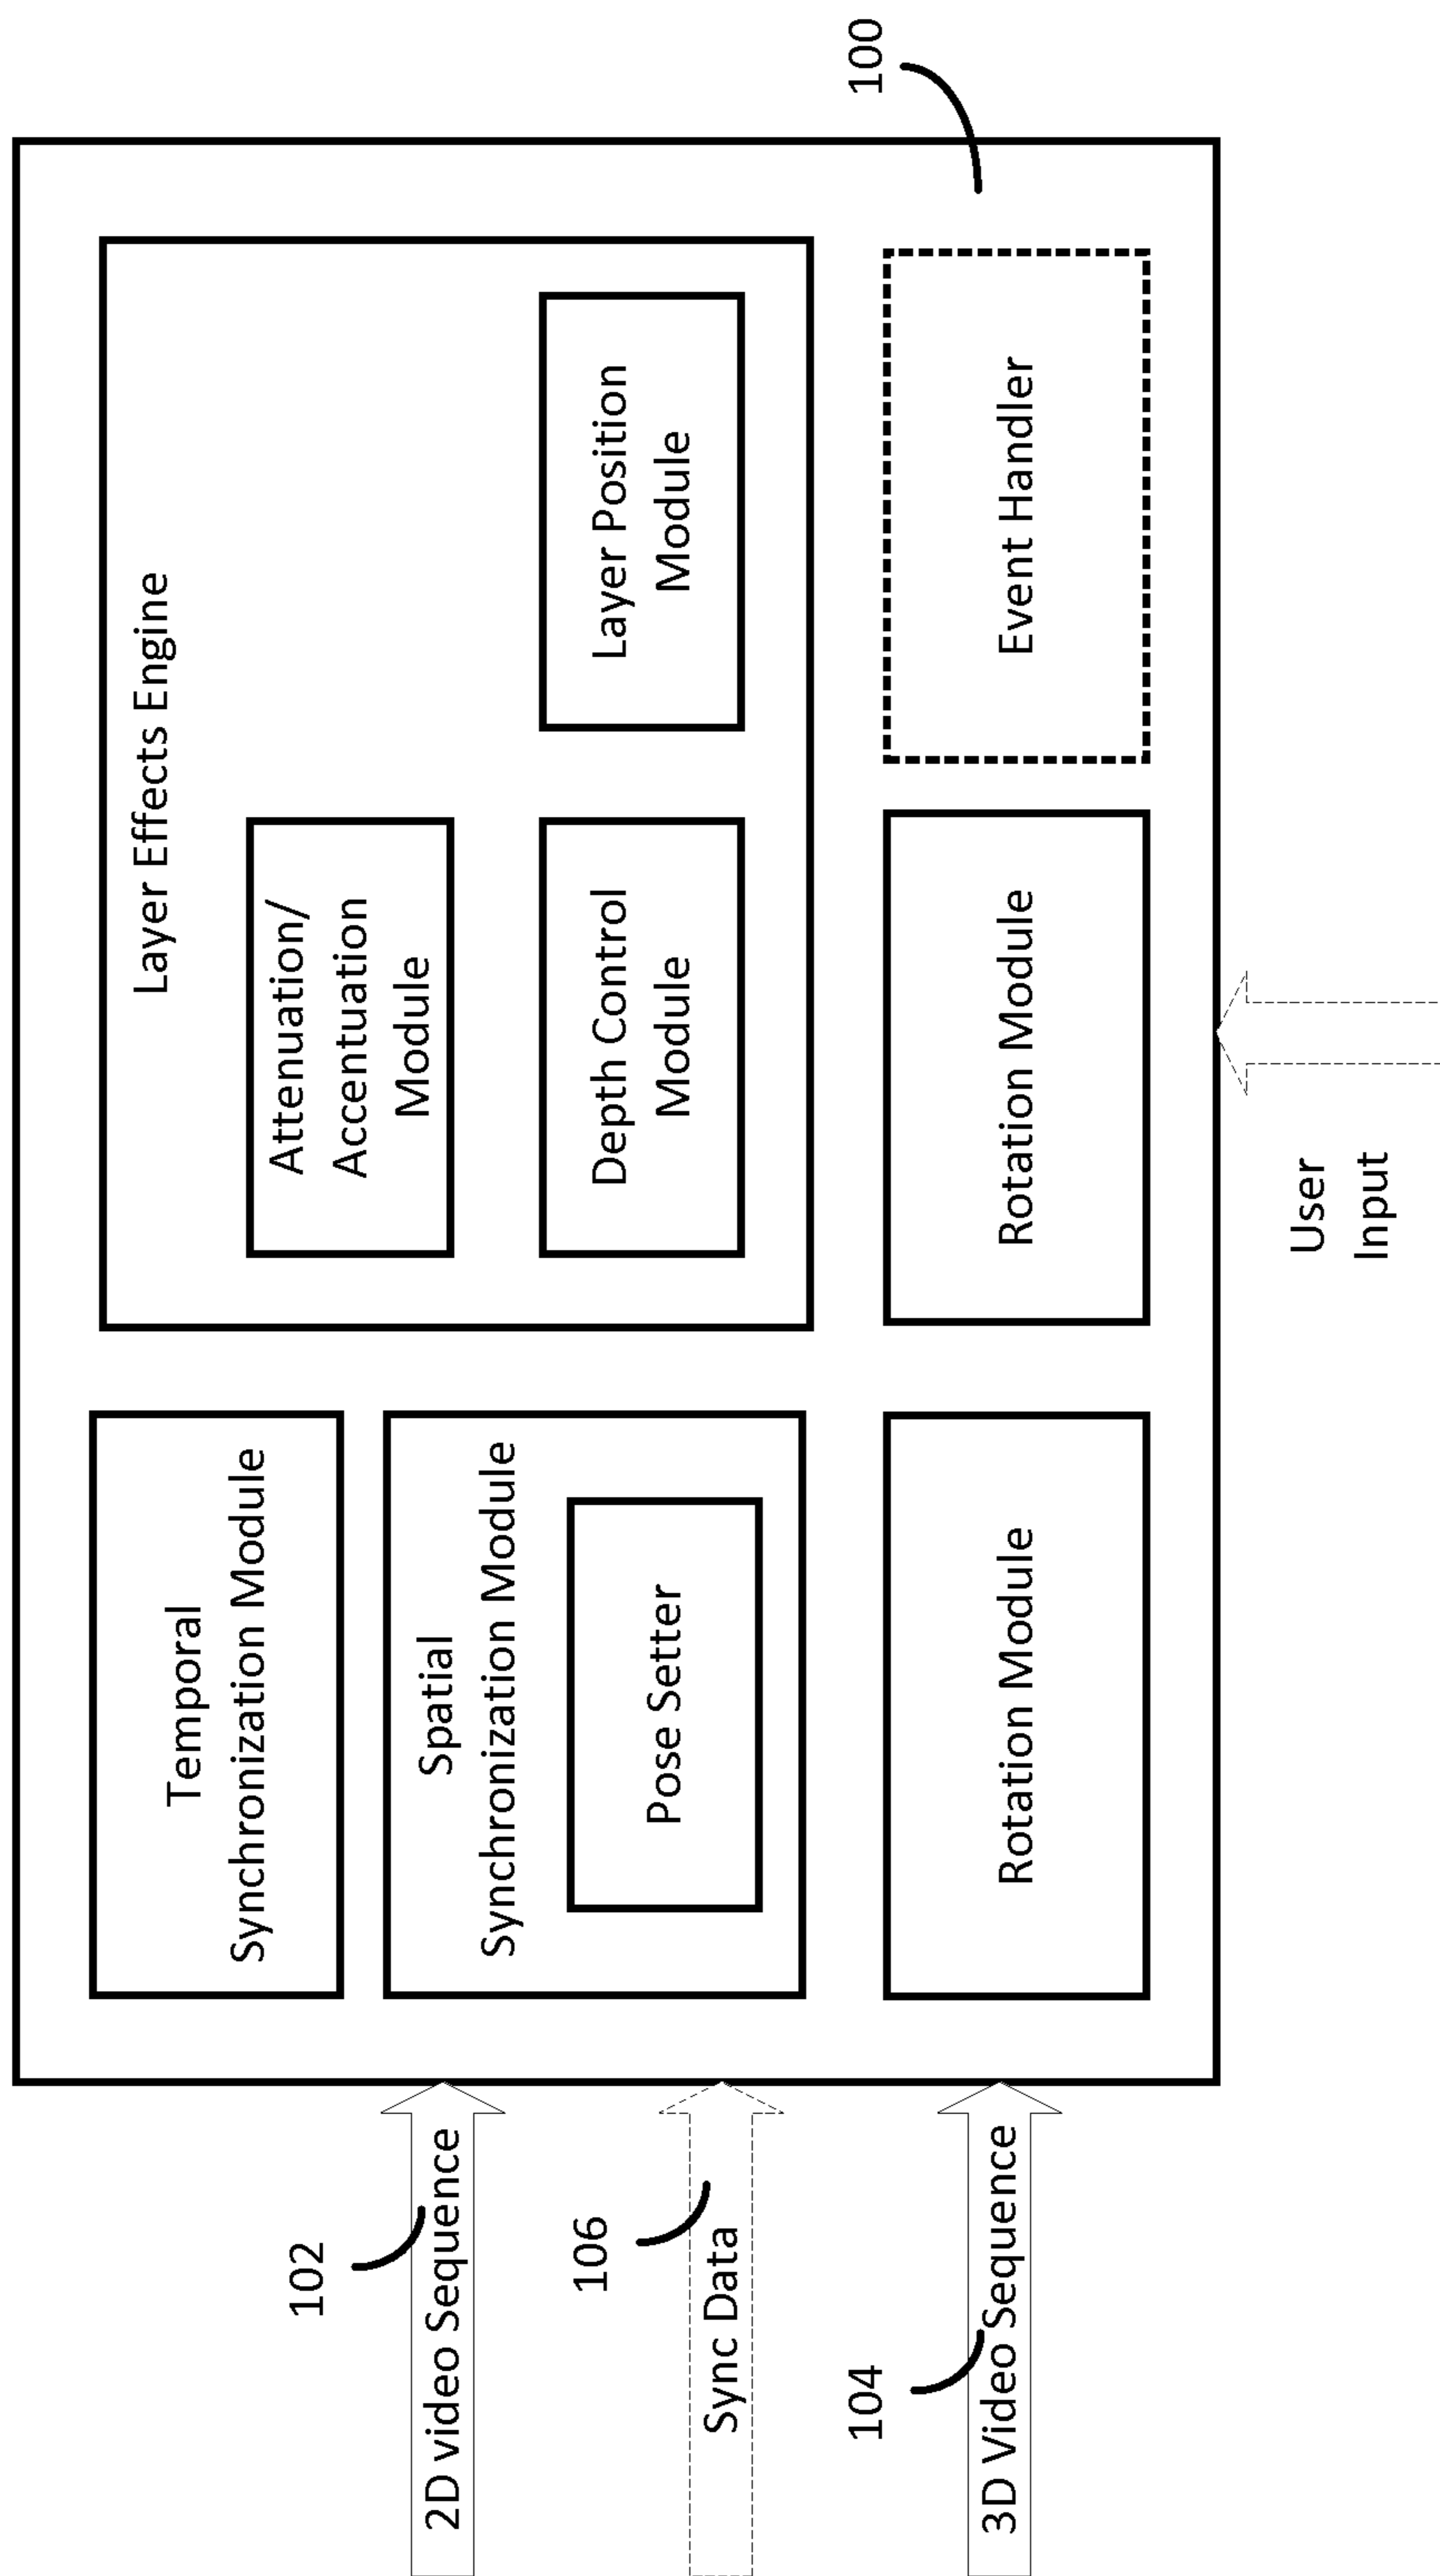 100
Temporal
Synchronization Module
Layer Effects Engine
Attenuation/
Accentuation
Module
Spatial
Synchronization Module
Pose Setter
Depth Control
Module
Layer Position
Module
Rotation Module
Rotation Module
Event Handler
102
2D video Sequence
106
Sync Data
104
3D Video Sequence
User
Input